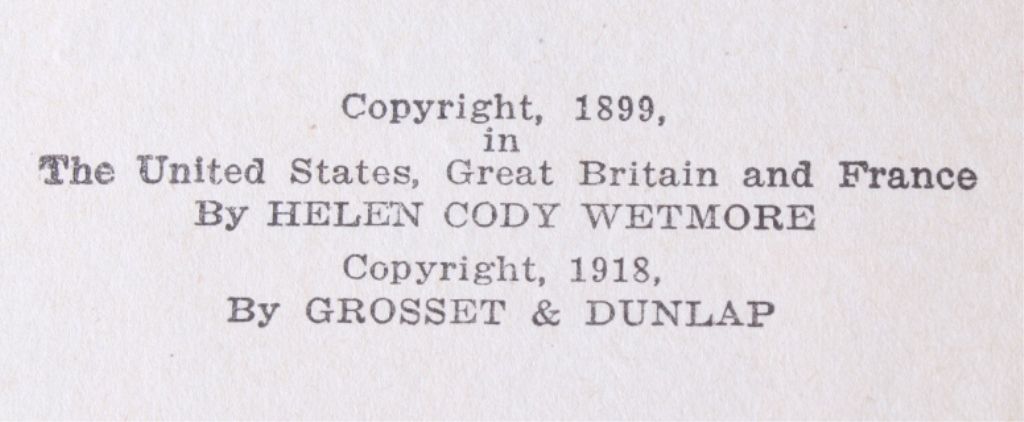 Copyright, 1899,
in
The United States, Great Britain and France
By HELEN CODY WETMORE
Copyright, 1918,
By GROSSET & DUNLAP